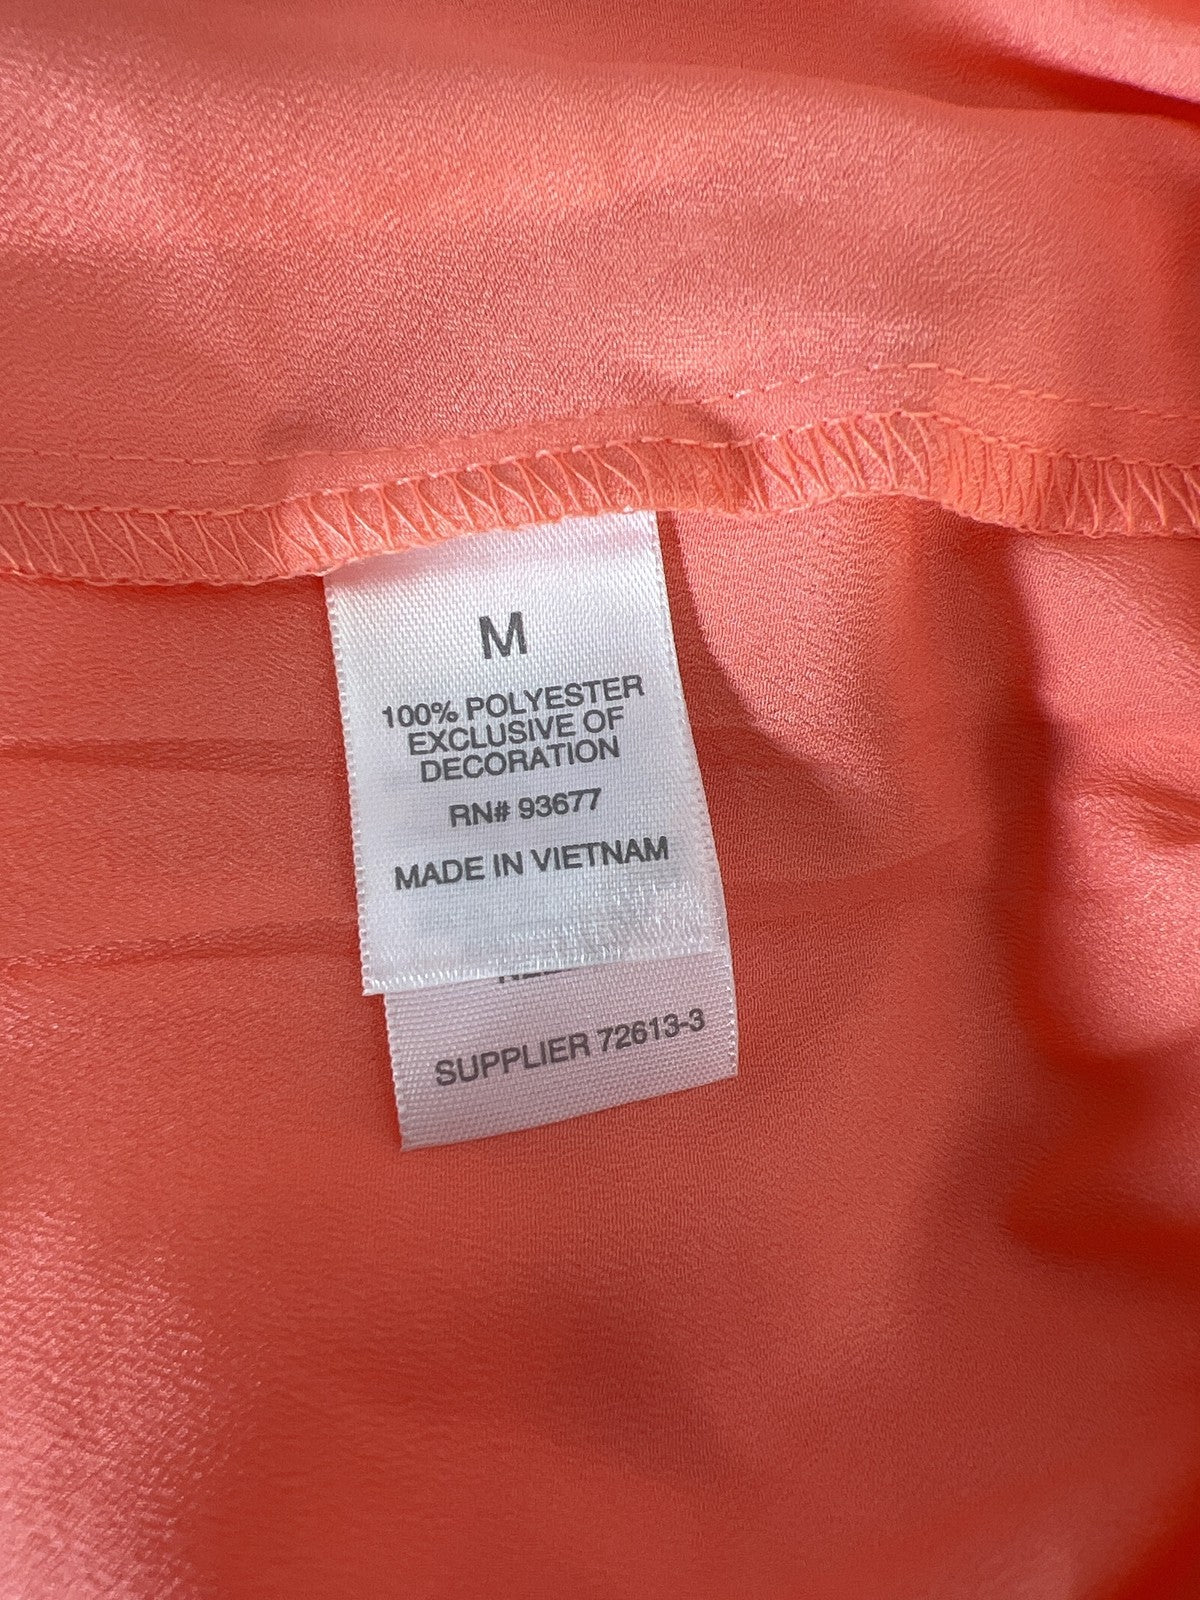 M
100% POLYESTER
EXCLUSIVE OF
DECORATION
RN# 93677
MADE IN VIETNAM
SUPPLIER 72613-3